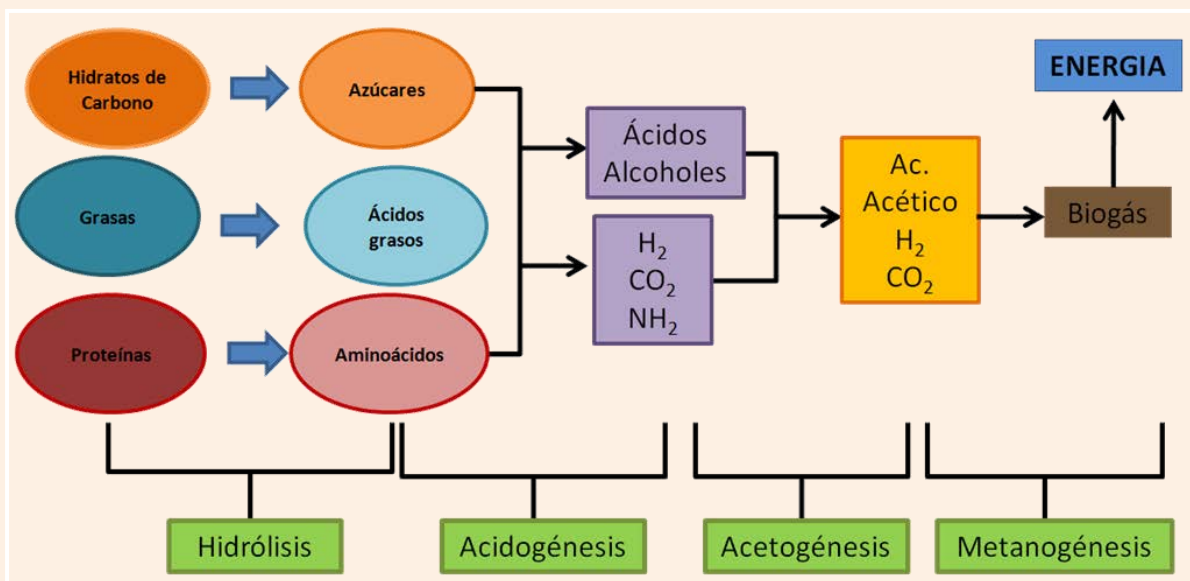 Hidratos de
Carbono
Azúcares
Grasas
Ácidos
grasos
Proteínas
Aminoácidos
Ácidos
Alcoholes
H₂
CO₂
NH₂
Ac.
Acético
H₂
CO₂
Biogás
ENERGIA
Hidrólisis
Acidogénesis
Acetogénesis
Metanogénesis